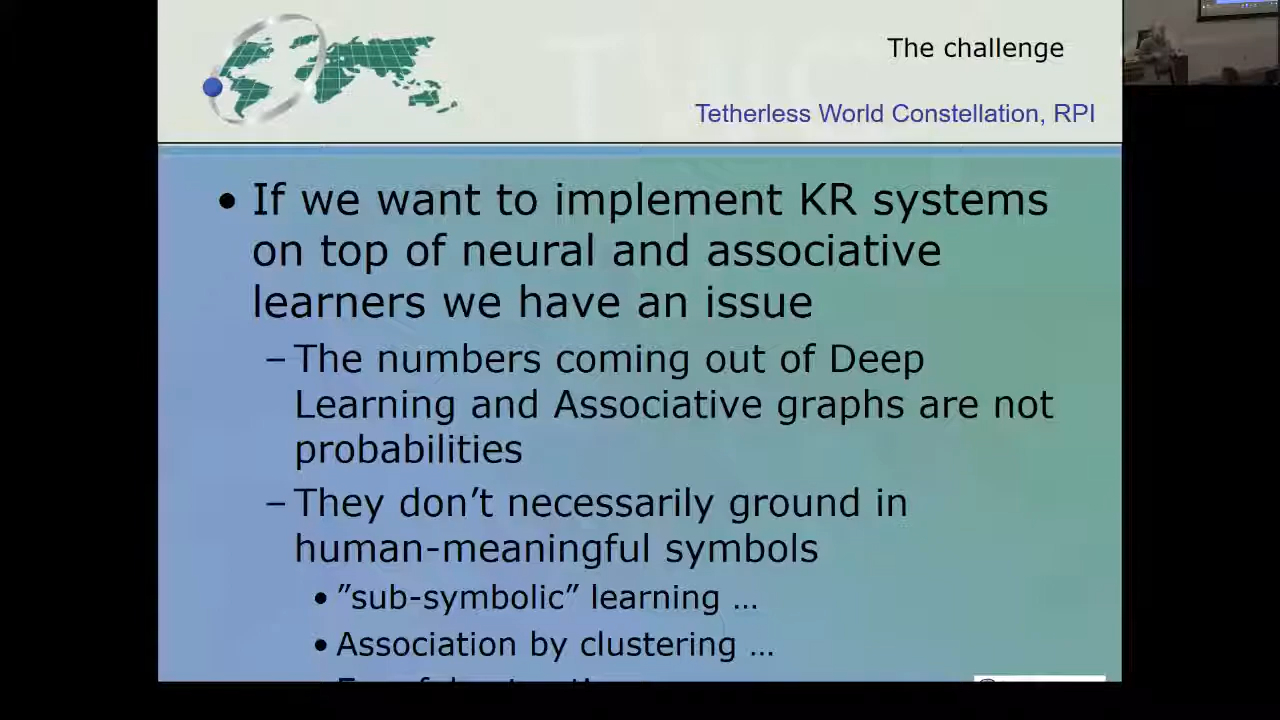 The challenge
Tetherless World Constellation, RPI
• If we want to implement KR systems
on top of neural and associative
learners we have an issue
– The numbers coming out of Deep
Learning and Associative graphs are not
probabilities
– They don’t necessarily ground in
human-meaningful symbols
• ”sub-symbolic” learning …
• Association by clustering …